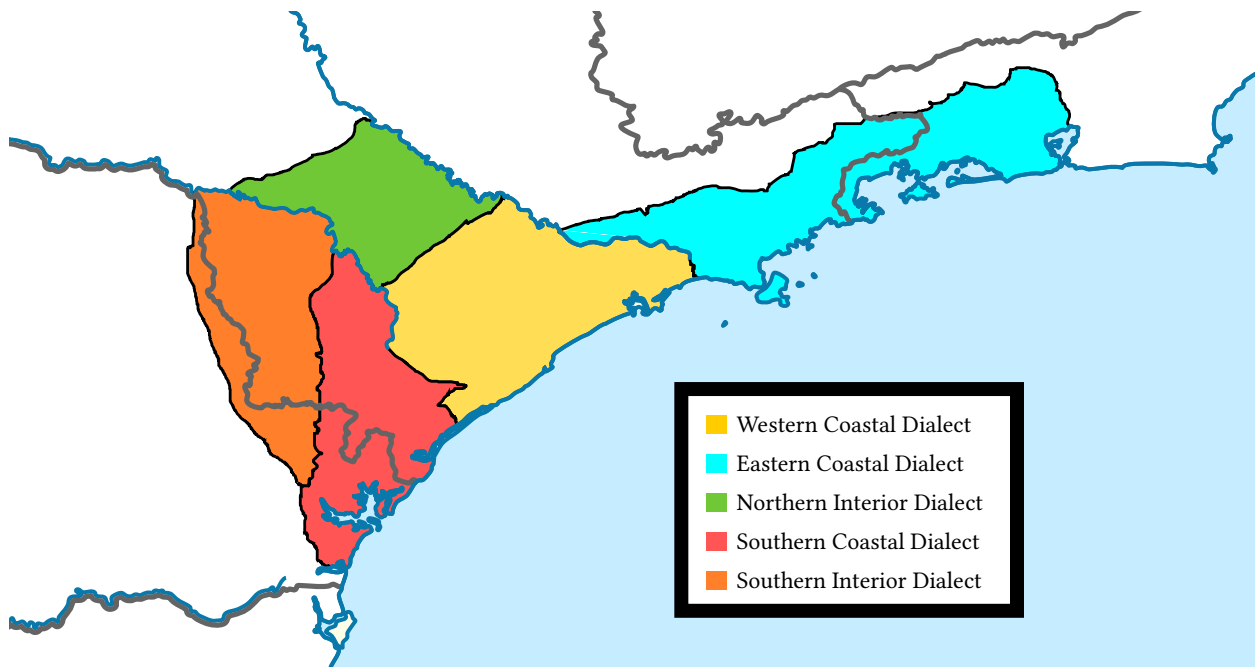 Western Coastal Dialect
Eastern Coastal Dialect
Northern Interior Dialect
Southern Coastal Dialect
Southern Interior Dialect